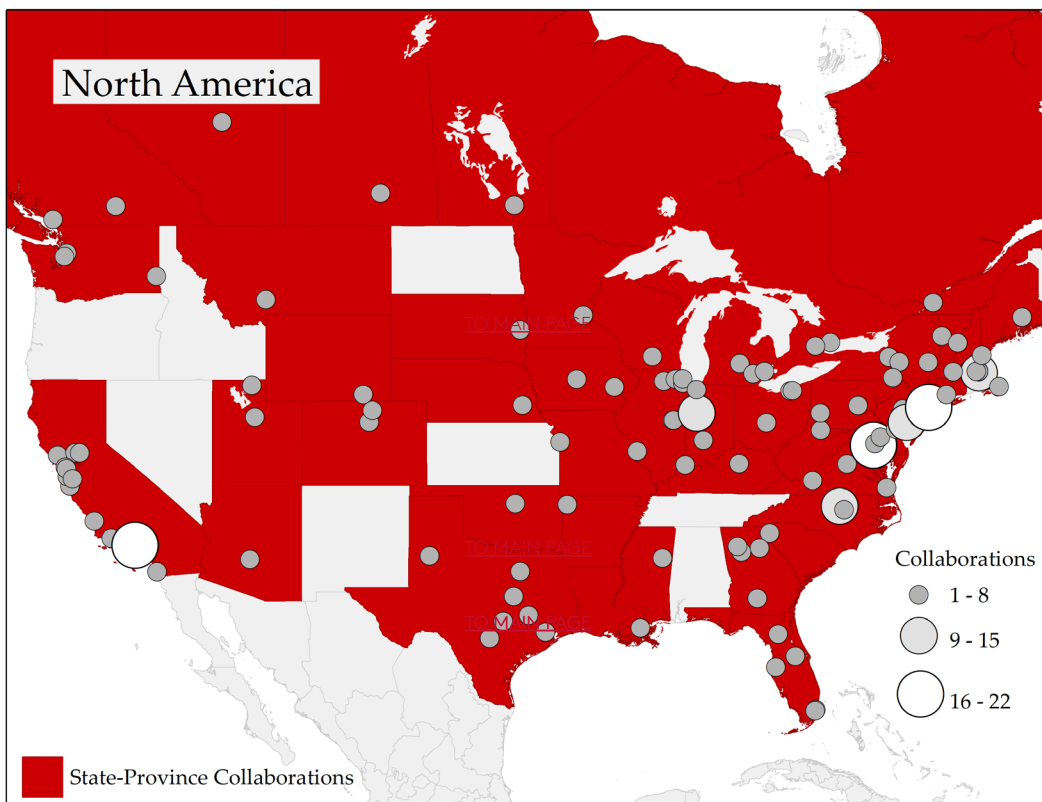 North America
TO MAIN PAGE
TO MAIN PAGE
TO MAIN PAGE
Collaborations
1 - 8
9 - 15
16 - 22
State-Province Collaborations